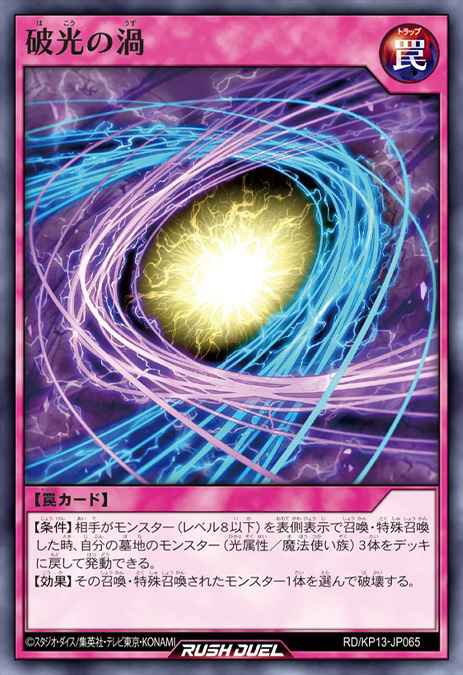 破光の渦
トラップ
罠
【罠カード】
【条件】相手がモンスター(レベル8以下)を表側表示で召喚・特殊召喚
した時、自分の墓地のモンスター(光属性/魔法使い族)3体をデッキ
に戻して発動できる。
【効果】その召喚・特殊召喚されたモンスター1体を選んで破壊する。
©スタジオ・ダイス/集英社・テレビ東京・KONAMI
RUSH DUEL
RD/KP13-JP065